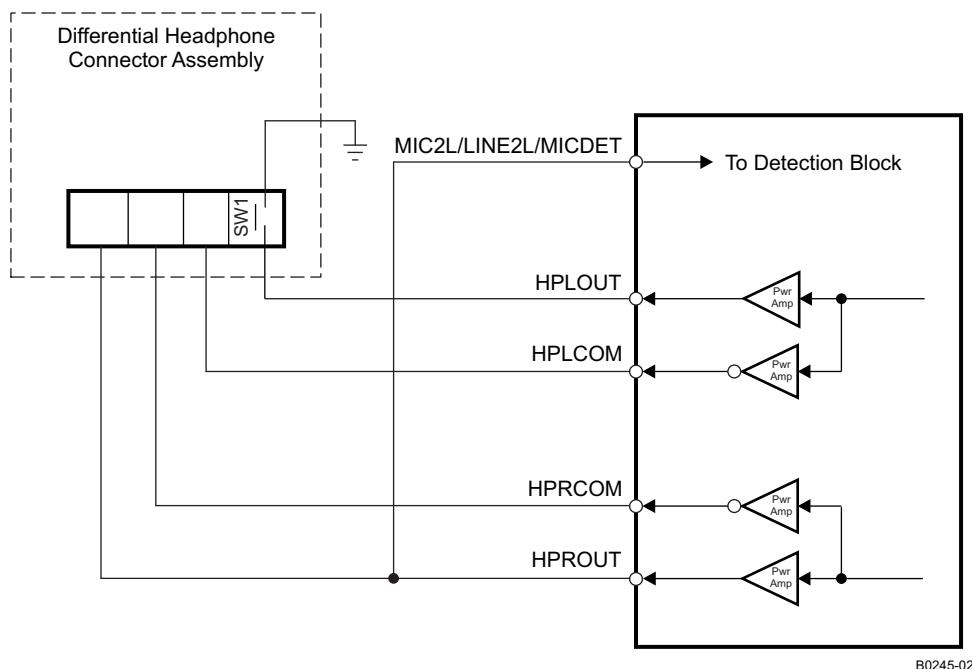 Differential Headphone
Connector Assembly
MIC2L/LINE2L/MICDET
To Detection Block
SW1
HPLOUT
Pwr
Amp
HPLCOM
Pwr
Amp
HPRCOM
Pwr
Amp
HPROUT
Pwr
Amp
B0245-02